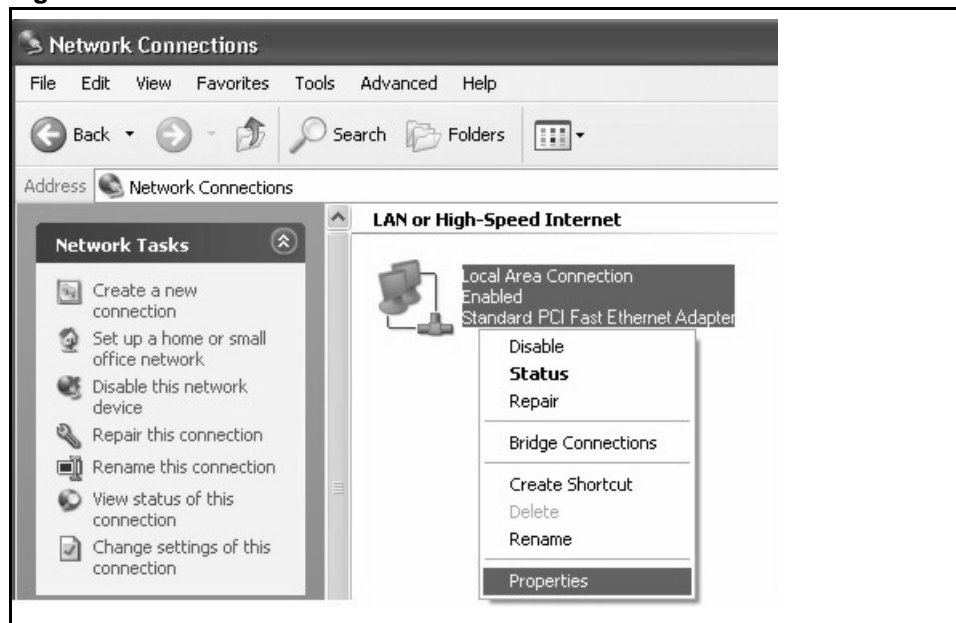 Network Connections
File Edit View Favorites Tools Advanced Help
Back Search Folders
Address Network Connections
Network Tasks
Create a new
connection
Set up a home or small
office network
Disable this network
device
Repair this connection
Rename this connection
View status of this
connection
Change settings of this
connection
LAN or High-Speed Internet
Local Area Connection
Enabled
Standard PCI Fast Ethernet Adapter
Disable
Status
Repair
Bridge Connections
Create Shortcut
Delete
Rename
Properties